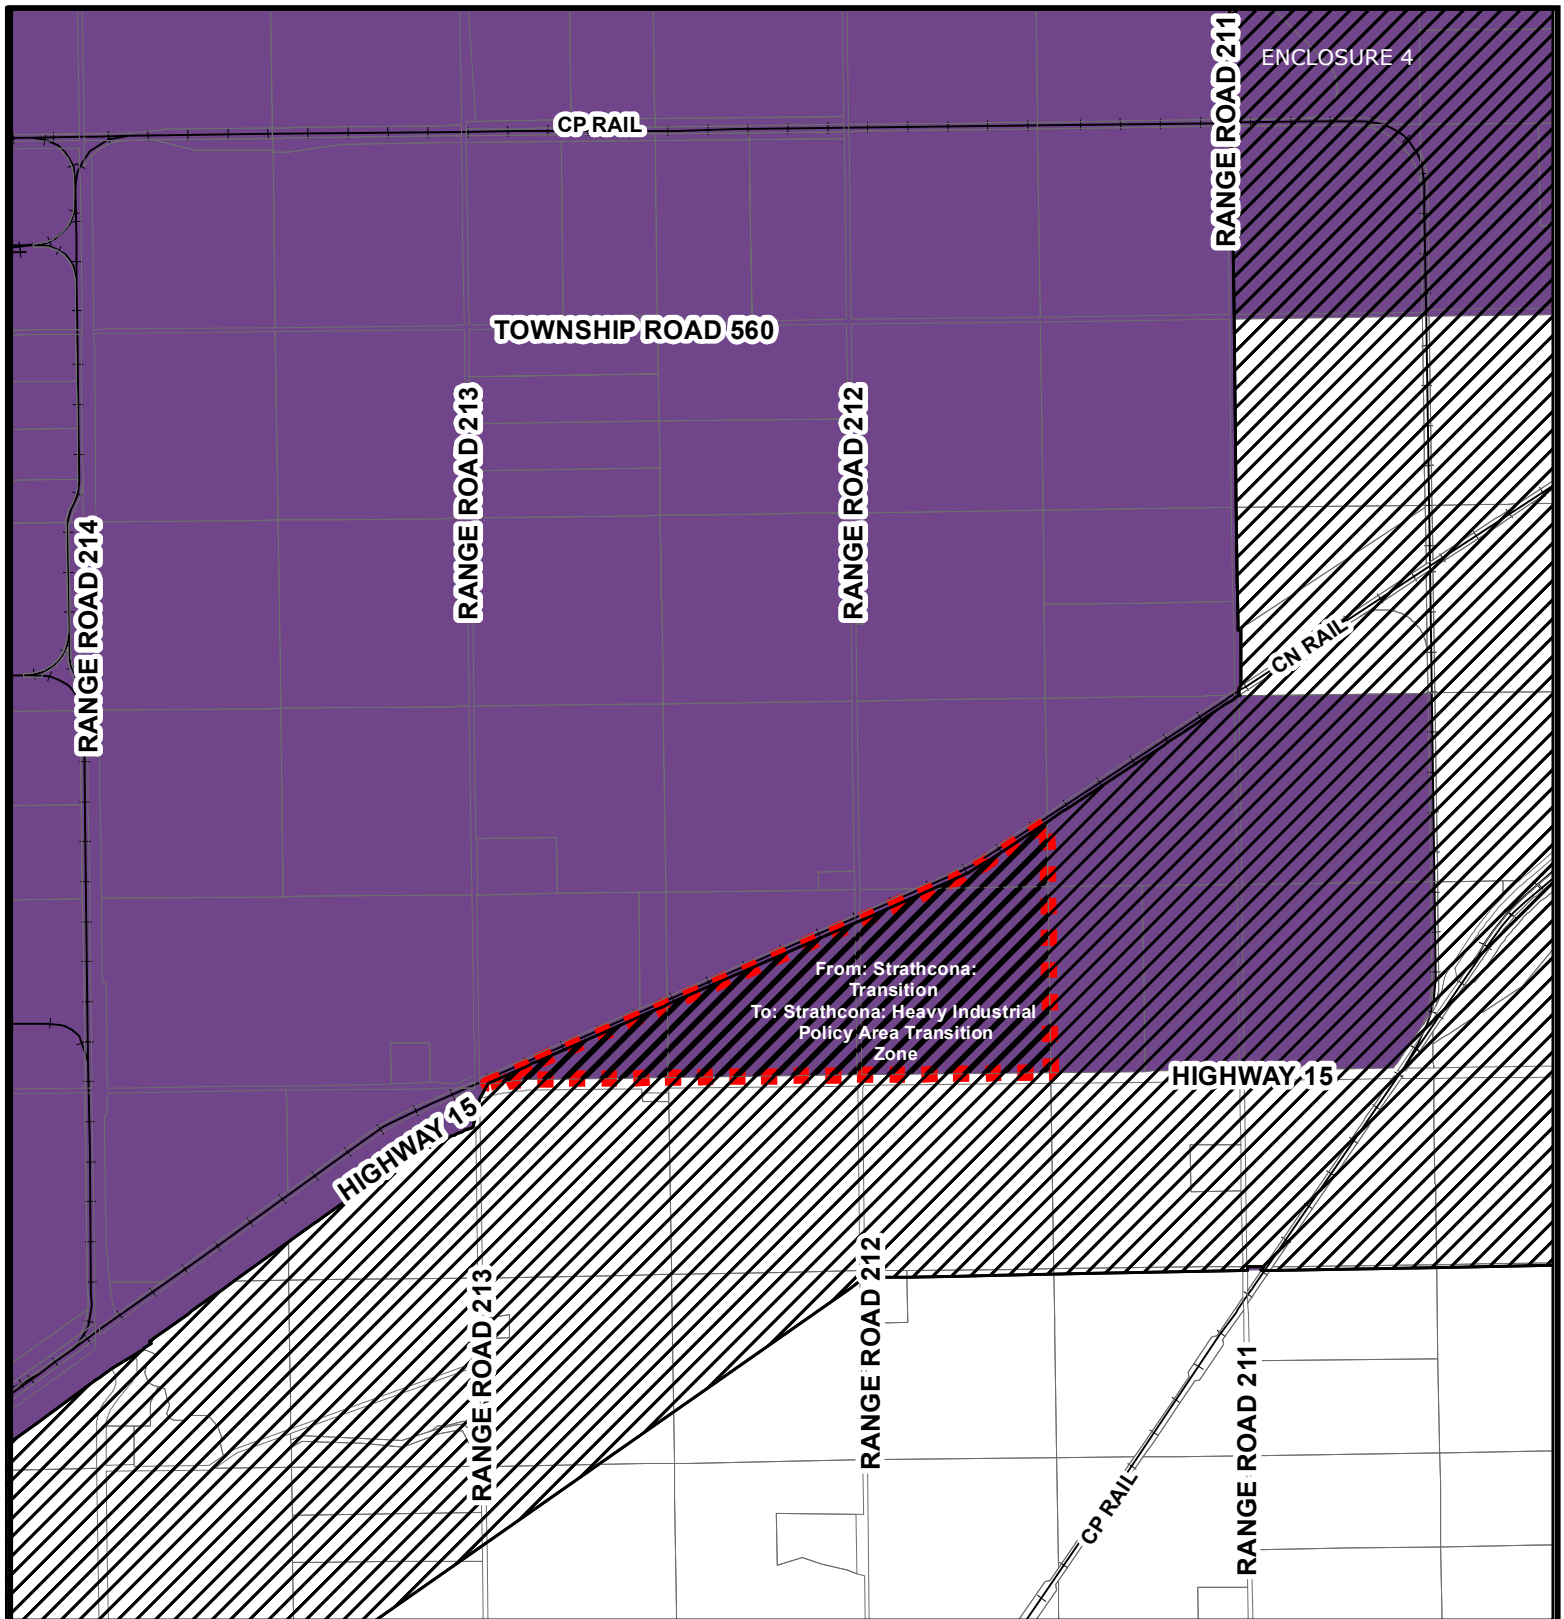 RANGE ROAD 211
ENCLOSURE 4
CP RAIL
TOWNSHIP ROAD 560
RANGE ROAD 213
RANGE ROAD 212
RANGE ROAD 214
CN RAIL
From: Strathcona:
Transition
To: Strathcona: Heavy Industrial
Policy Area Transition
Zone
HIGHWAY 15
HIGHWAY 15
RANGE ROAD 213
RANGE ROAD 212
RANGE ROAD 211
CP RAIL